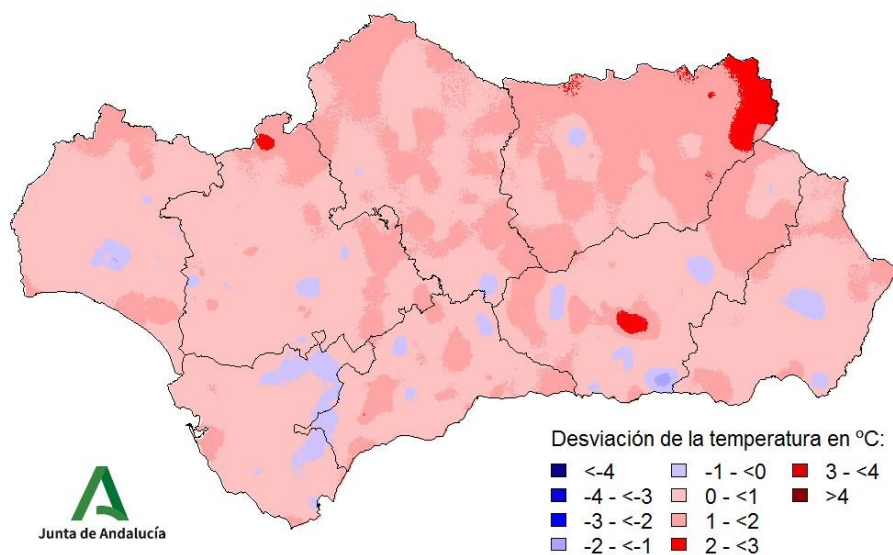 Desviación de la temperatura en ºC:
<-4
-4 - <-3
-3 - <-2
-2 - <-1
-1 - <0
0 - <1
1 - <2
2 - <3
3 - <4
>4
Junta de Andalucía